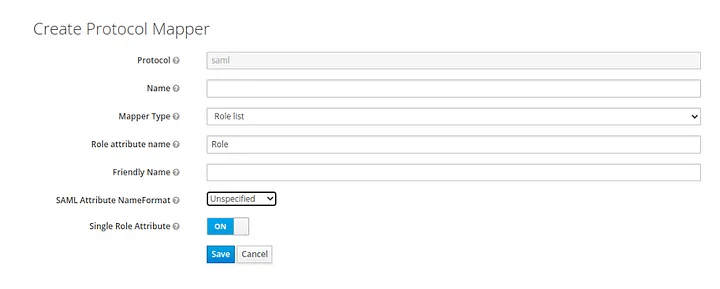 Create Protocol Mapper
Protocol
saml
Name
Mapper Type
Role list
Role attribute name
Role
Friendly Name
SAML Attribute NameFormat
Unspecified
Single Role Attribute
ON
Save
Cancel